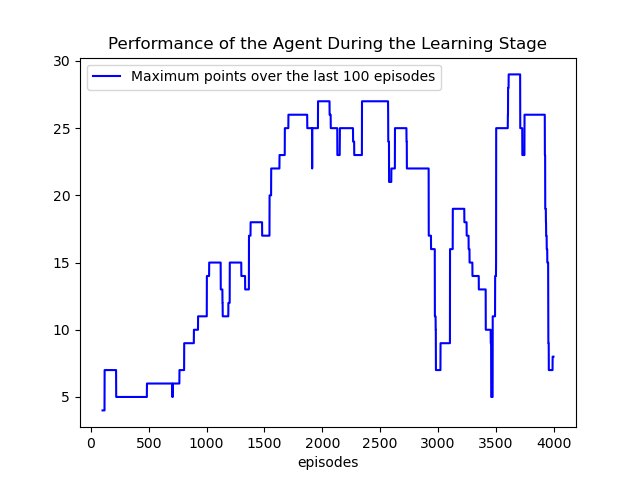 Performance of the Agent During the Learning Stage
Maximum points over the last 100 episodes
30
25
20
15
10
5
0 500 1000 1500 2000 2500 3000 3500 4000
episodes